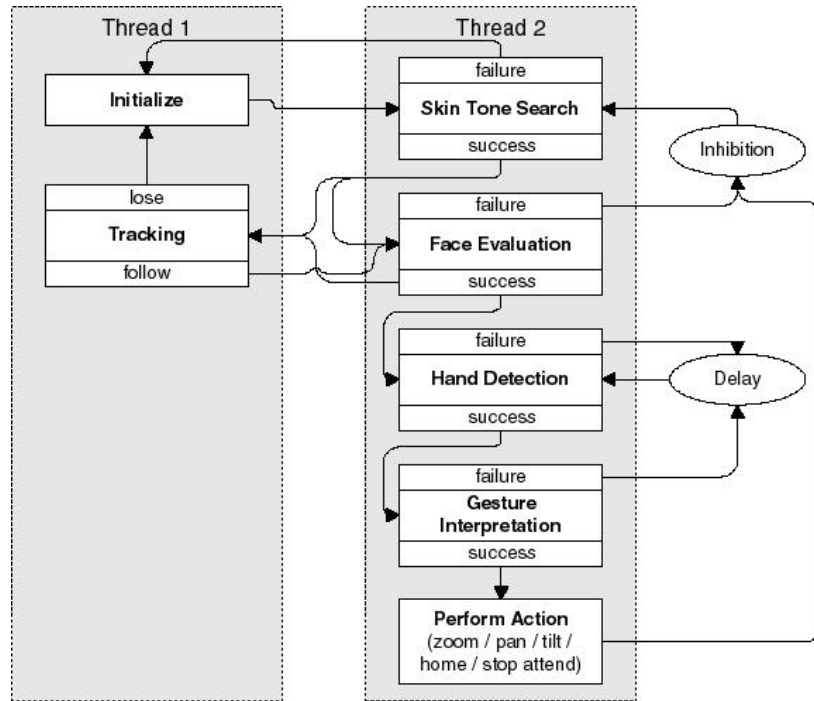 Thread 1
Thread 2
failure
Initialize
Skin Tone Search
success
Inhibition
lose
Tracking
follow
failure
Face Evaluation
success
failure
Hand Detection
success
Delay
failure
Gesture
Interpretation
success
Perform Action
(zoom / pan / tilt /
home / stop attend)